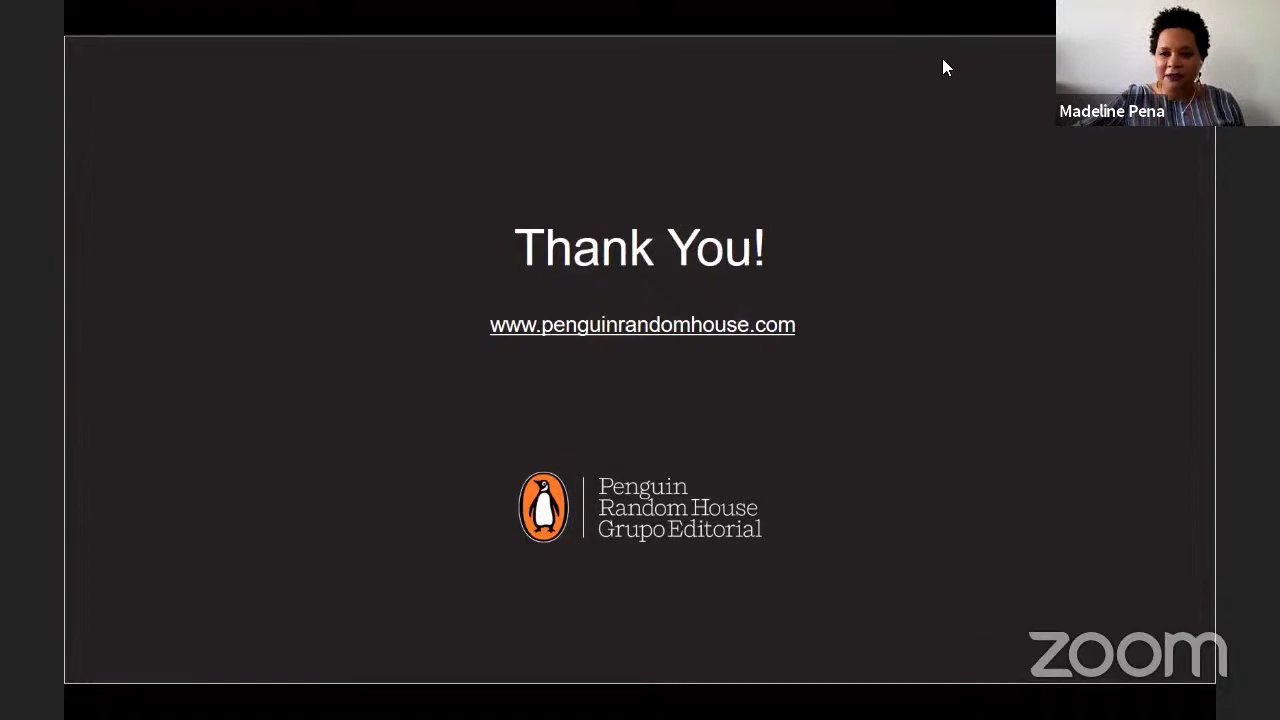 Madeline Pena
Thank You!
www.penguinrandomhouse.com
Penguin
Random House
Grupo Editorial
zoom